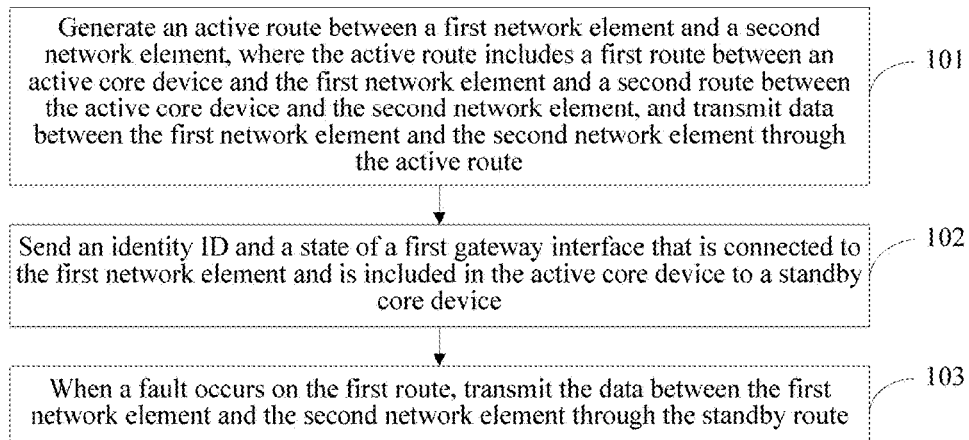 Generate an active route between a first network element and a second
network element, where the active route includes a first route between an
active core device and the first network element and a second route between
the active core device and the second network element, and transmit data
between the first network element and the second network element through
the active route
101
Send an identity ID and a state of a first gateway interface that is connected to
the first network element and is included in the active core device to a standby
core device
102
When a fault occurs on the first route, transmit the data between the first
network element and the second network element through the standby route
103